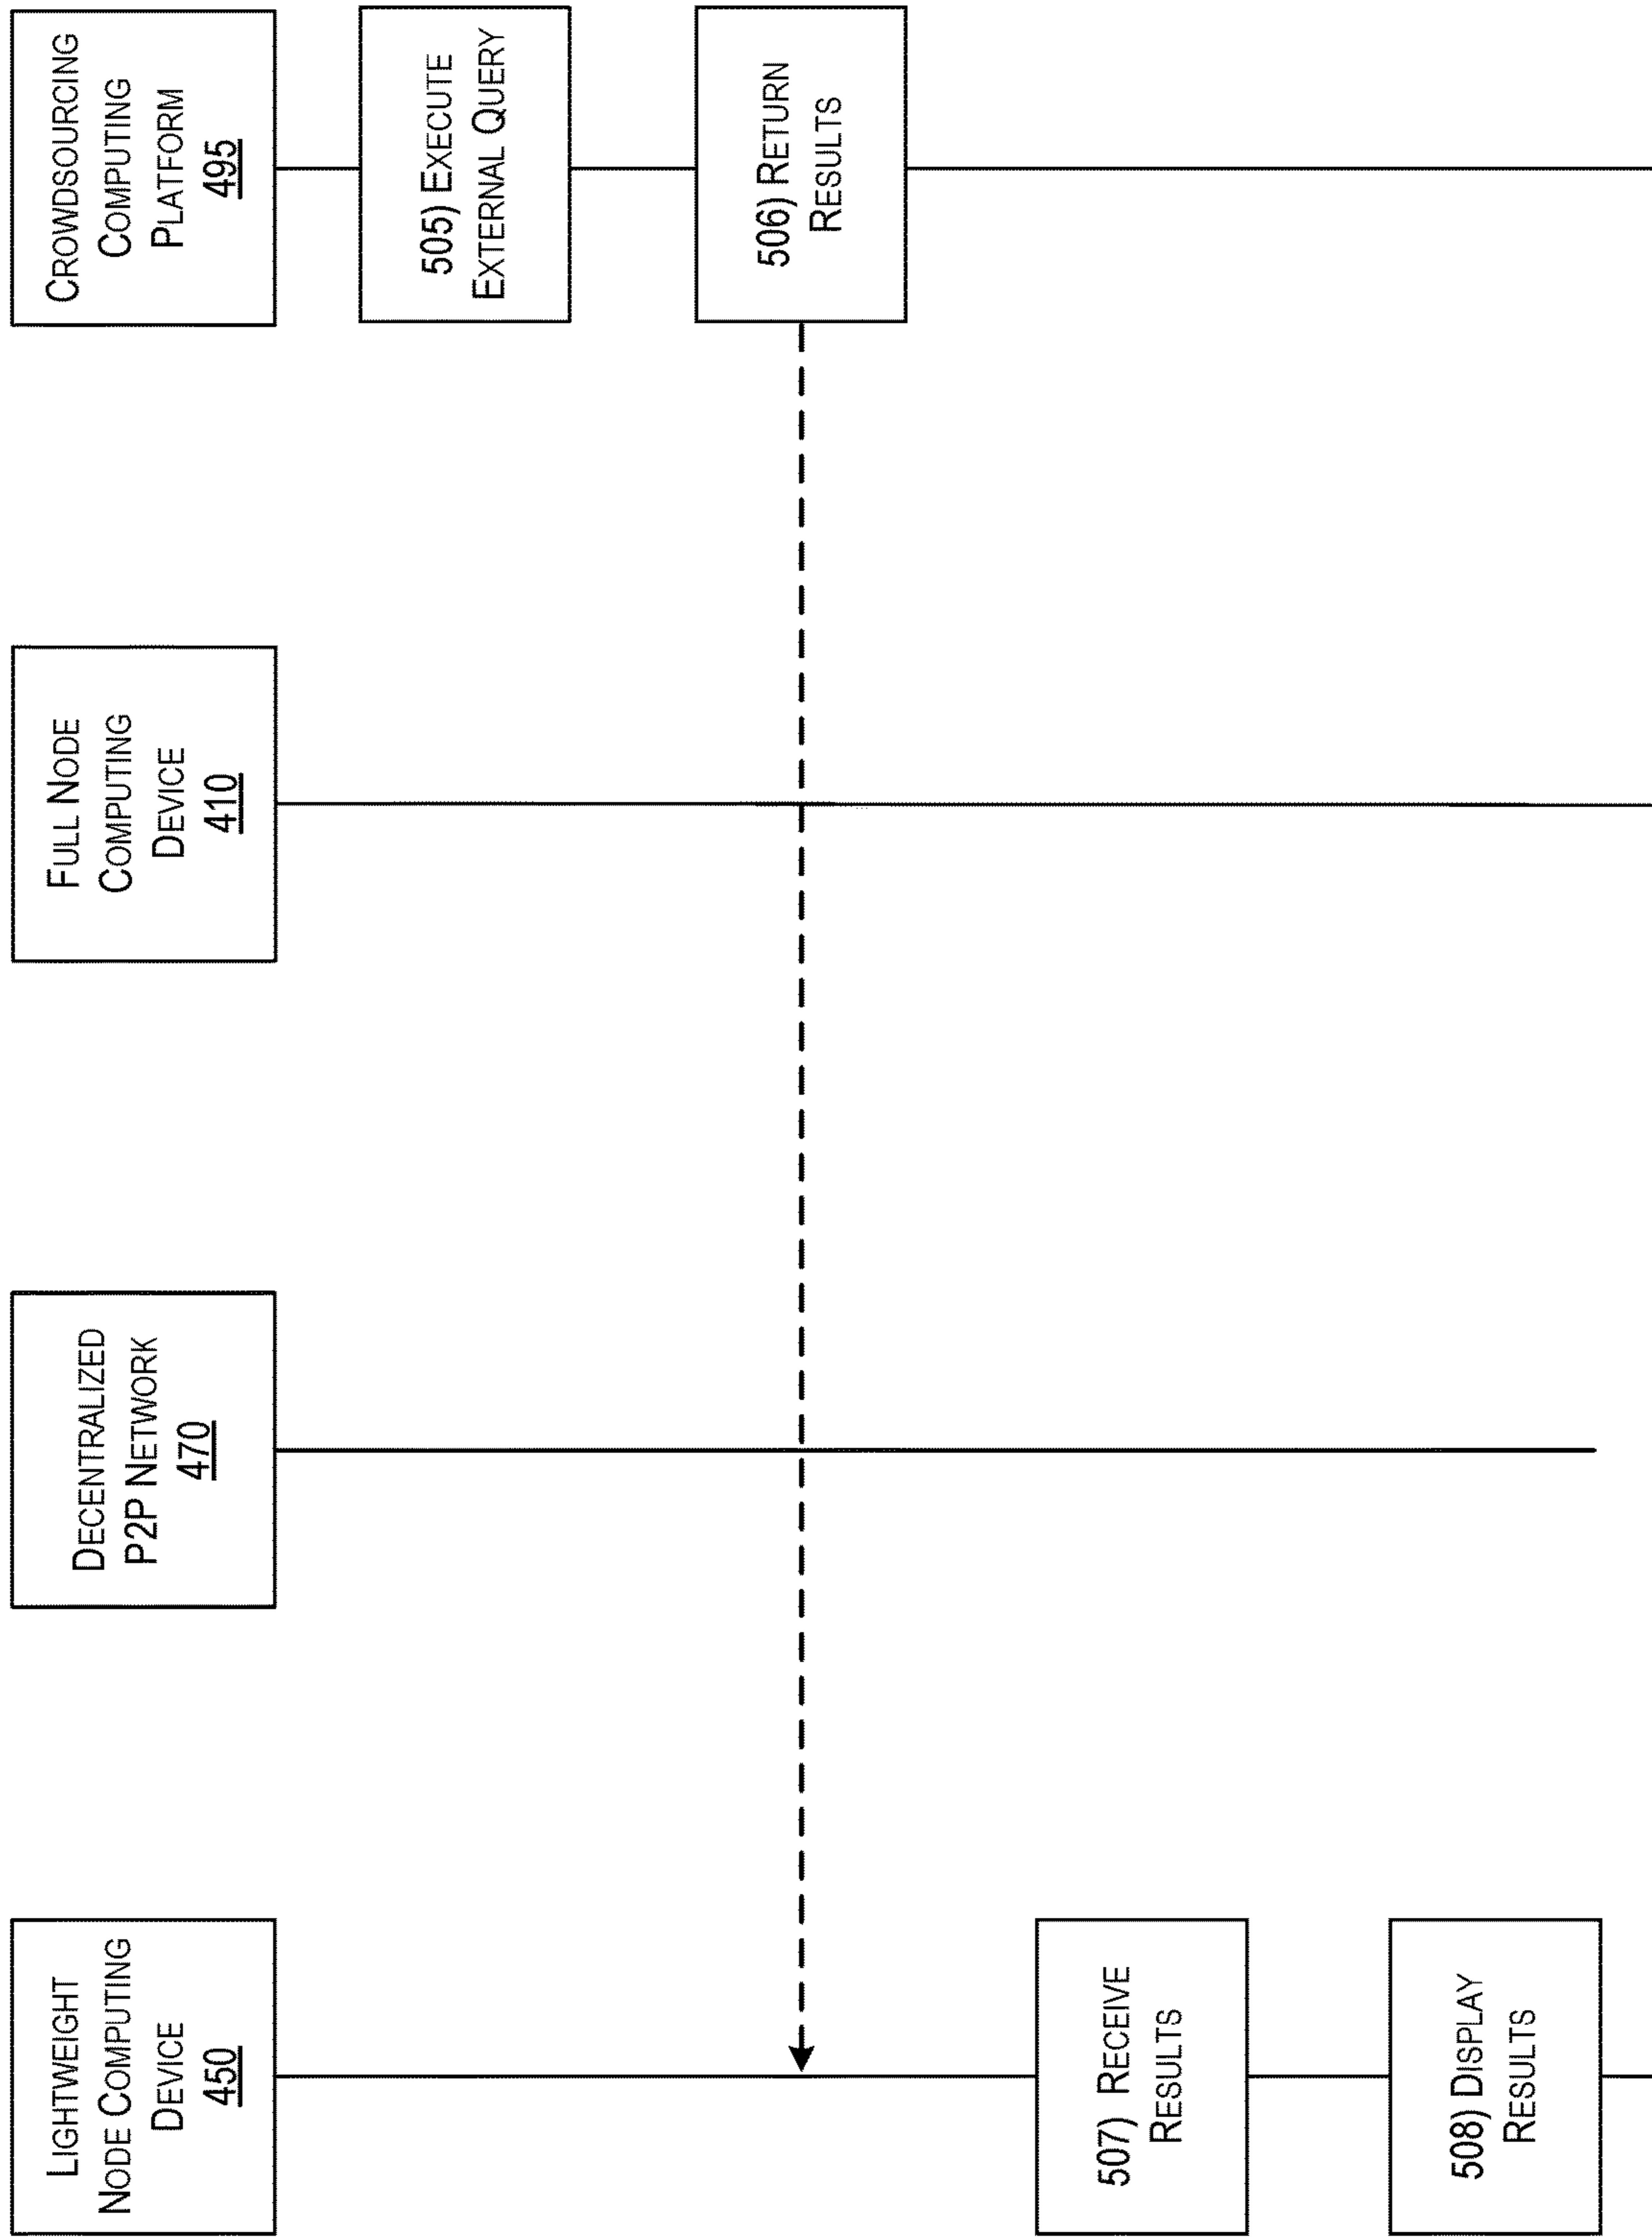 LIGHTWEIGHT
NODE COMPUTING
DEVICE
450
DECENTRALIZED
P2P NETWORK
470
FULL NODE
COMPUTING
DEVICE
410
CROWDSOURCING
COMPUTING
PLATFORM
495
505) EXECUTE
EXTERNAL QUERY
506) RETURN
RESULTS
507) RECEIVE
RESULTS
508) DISPLAY
RESULTS